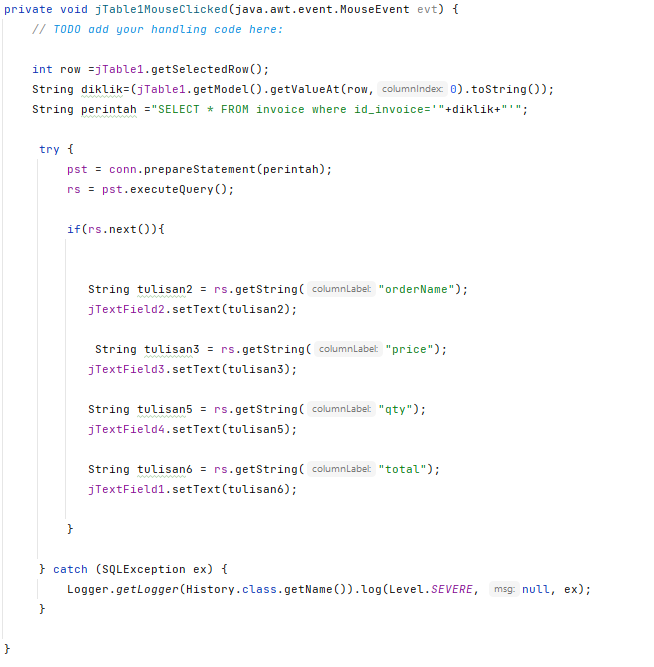 private void jTable1MouseClicked(java.awt.event.MouseEvent evt) {
// TODO add your handling code here:
int row =jTable1.getSelectedRow();
String diklik=(jTable1.getModel().getValueAt(row, columnIndex: 0).toString());
String perintah ="SELECT * FROM invoice where id_invoice='"+diklik+"'";
try {
pst = conn.prepareStatement(perintah);
rs = pst.executeQuery();
if(rs.next()){
String tulisan2 = rs.getString( columnLabel: "orderName");
jTextField2.setText(tulisan2);
String tulisan3 = rs.getString( columnLabel: "price");
jTextField3.setText(tulisan3);
String tulisan5 = rs.getString( columnLabel: "qty");
jTextField4.setText(tulisan5);
String tulisan6 = rs.getString( columnLabel: "total");
jTextField1.setText(tulisan6);
}
} catch (SQLException ex) {
Logger.getLogger(History.class.getName()).log(Level.SEVERE, msg: null, ex);
}
}